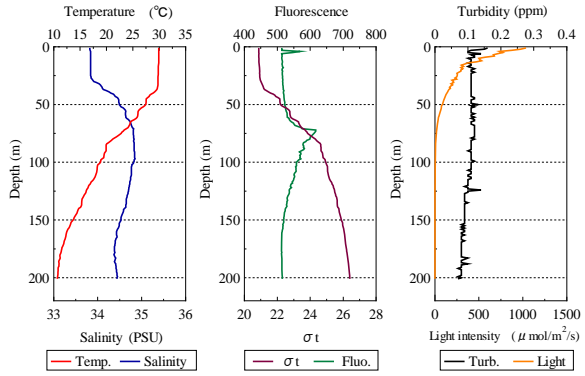 Temperature (℃)
10 15 20 25 30 35
0
50
100
150
200
Depth (m)
33 34 35 36
Salinity (PSU)
Temp. Salinity
Fluorescence
400 500 600 700 800
0
50
100
150
200
Depth (m)
20 22 24 26 28
σt
σt Fluo.
Turbidity (ppm)
0 0.1 0.2 0.3 0.4
0
50
100
150
200
Depth (m)
0 500 1000 1500
Light intensity (μ mol/m²/s)
Turb. Light